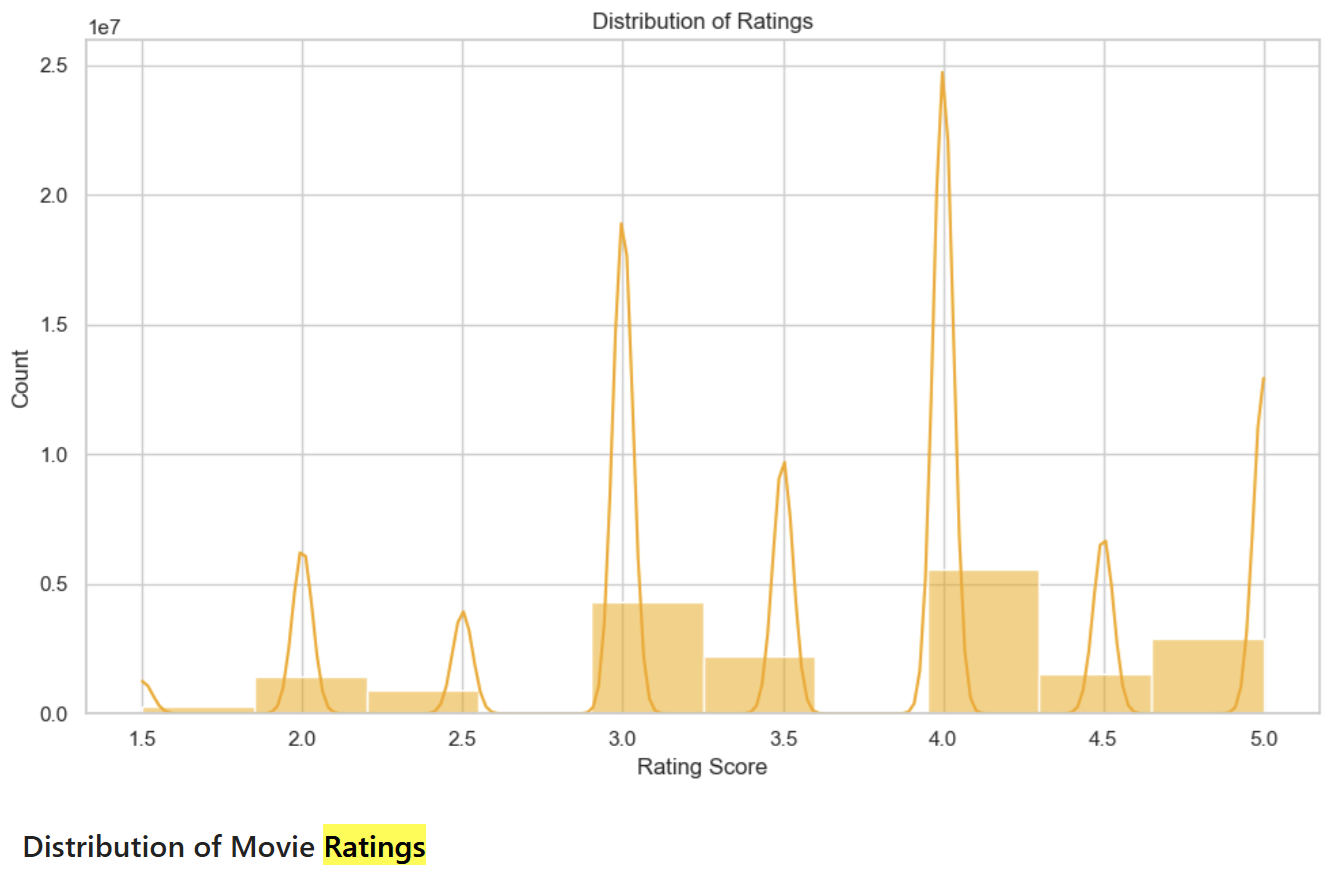 Distribution of Ratings
1e7
2.5
2.0
1.5
1.0
0.5
0.0
Count
1.5 2.0 2.5 3.0 3.5 4.0 4.5 5.0
Rating Score
Distribution of Movie Ratings